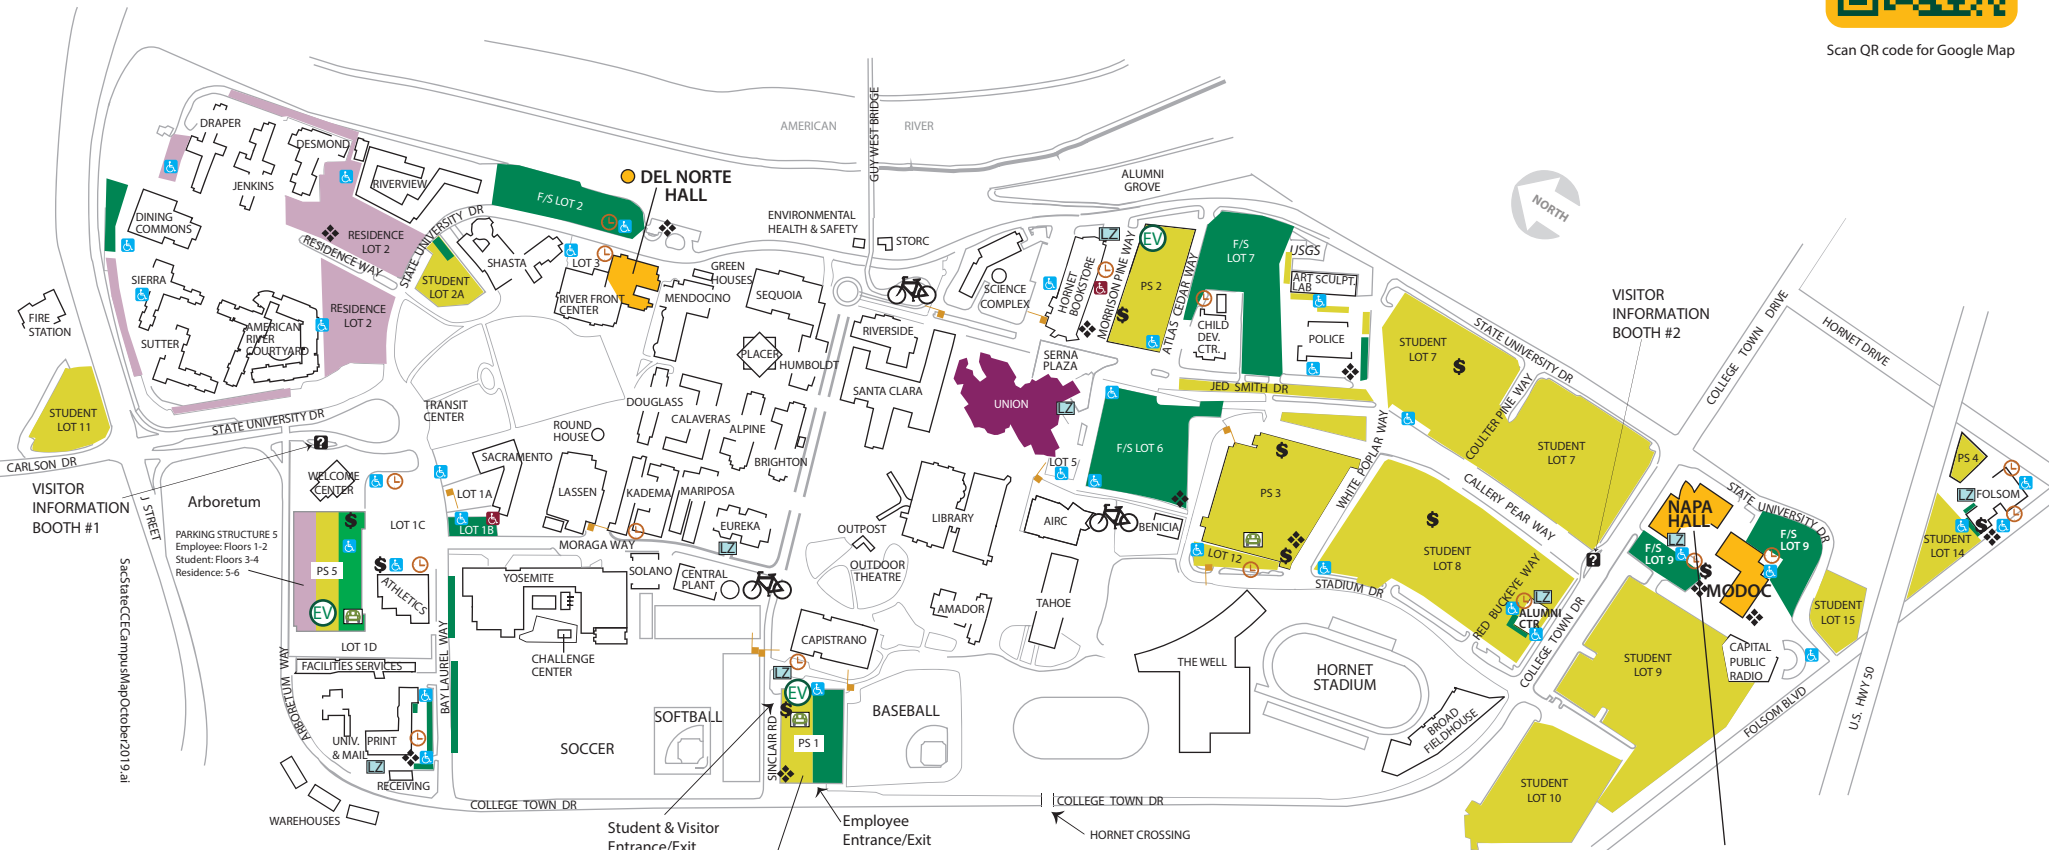 Scan QR code for Google Map
AMERICAN RIVER
GUY WEST BRIDGE
ALUMNI
GROVE
NORTH
DRAPER
DESMOND
JENKINS
RIVERVIEW
DINING
COMMONS
RESIDENCE
LOT 2
RESIDENCE WAY
STATE UNIVERSITY DR
F/S LOT 2
DEL NORTE
HALL
ENVIRONMENTAL
HEALTH & SAFETY
STORC
SHASTA
STUDENT
LOT 2A
LOT 3
RIVER FRONT
CENTER
GREEN
HOUSES
MENDOCINO
SEQUOIA
SCIENCE
COMPLEX
HORNET
BOOKSTORE
LZ
MORRISON PINE WAY
EV
PS 2
$
ATLAS CEDAR WAY
F/S
LOT 7
USGS
ART SCULPT.
LAB
CHILD
DEV.
CTR.
POLICE
STUDENT
LOT 7
$
STATE UNIVERSITY DR
COLLEGE TOWN DRIVE
HORNET DRIVE
VISITOR
INFORMATION
BOOTH #2
FIRE
STATION
SIERRA
SUTTER
AMERICAN
RIVER
COURTYARD
RESIDENCE
LOT 2
STUDENT
LOT 11
STATE UNIVERSITY DR
CARLSON DR
J STREET
?
VISITOR
INFORMATION
BOOTH #1
TRANSIT
CENTER
PLACER
HUMBOLDT
RIVERSIDE
SANTA CLARA
UNION
LZ
SERNA
PLAZA
JED SMITH DR
DOUGLASS
CALAVERAS
ALPINE
BRIGHTON
ROUND
HOUSE
SACRAMENTO
LASSEN
KADEMA
MARIPOSA
EUREKA
LZ
LOT 5
F/S LOT 6
WHITE POPLAR WAY
COULTER PINE WAY
STUDENT
LOT 7
CALLERY PEAR WAY
?
PS 3
$
$
LOT 12
STADIUM DR
$
STUDENT
LOT 8
RED BUCKEYE WAY
LZ
ALUMNI
CTR.
COLLEGE TOWN DR
NAPA
HALL
LZ
F/S
LOT 9
$
MODOC
F/S
LOT 9
STATE UNIVERSITY DR
PS 4
LZ
FOLSOM
$
STUDENT
LOT 14
STUDENT
LOT 15
STUDENT
LOT 9
CAPITAL
PUBLIC
RADIO
FOLSOM BLVD
U.S. HWY 50
STUDENT
LOT 10
Arboretum
WELCOME
CENTER
LOT 1A
LOT 1B
LOT 1C
MORAGA WAY
PARKING STRUCTURE 5
Employee: Floors 1-2
Student: Floors 3-4
Residence: 5-6
$
PS 5
EV
$
ATHLETICS
LOT 1D
FACILITIES SERVICES
ARBORETUM WAY
BAY LAUREL WAY
SacStateCCECampusMapOctober2019.ai
UNIV. PRINT
& MAIL
LZ
RECEIVING
WAREHOUSES
YOSEMITE
CHALLENGE
CENTER
SOLANO
CENTRAL
PLANT
OUTPOST
OUTDOOR
THEATRE
LIBRARY
AIRC
BENICIA
AMADOR
TAHOE
CAPISTRANO
LZ
EV
$
PS 1
SINCLAIR RD
SOCCER
SOFTBALL
BASEBALL
THE WELL
HORNET
STADIUM
BROAD
FIELDHOUSE
COLLEGE TOWN DR
COLLEGE TOWN DR
HORNET CROSSING
Student & Visitor
Entrance/Exit
Employee
Entrance/Exit